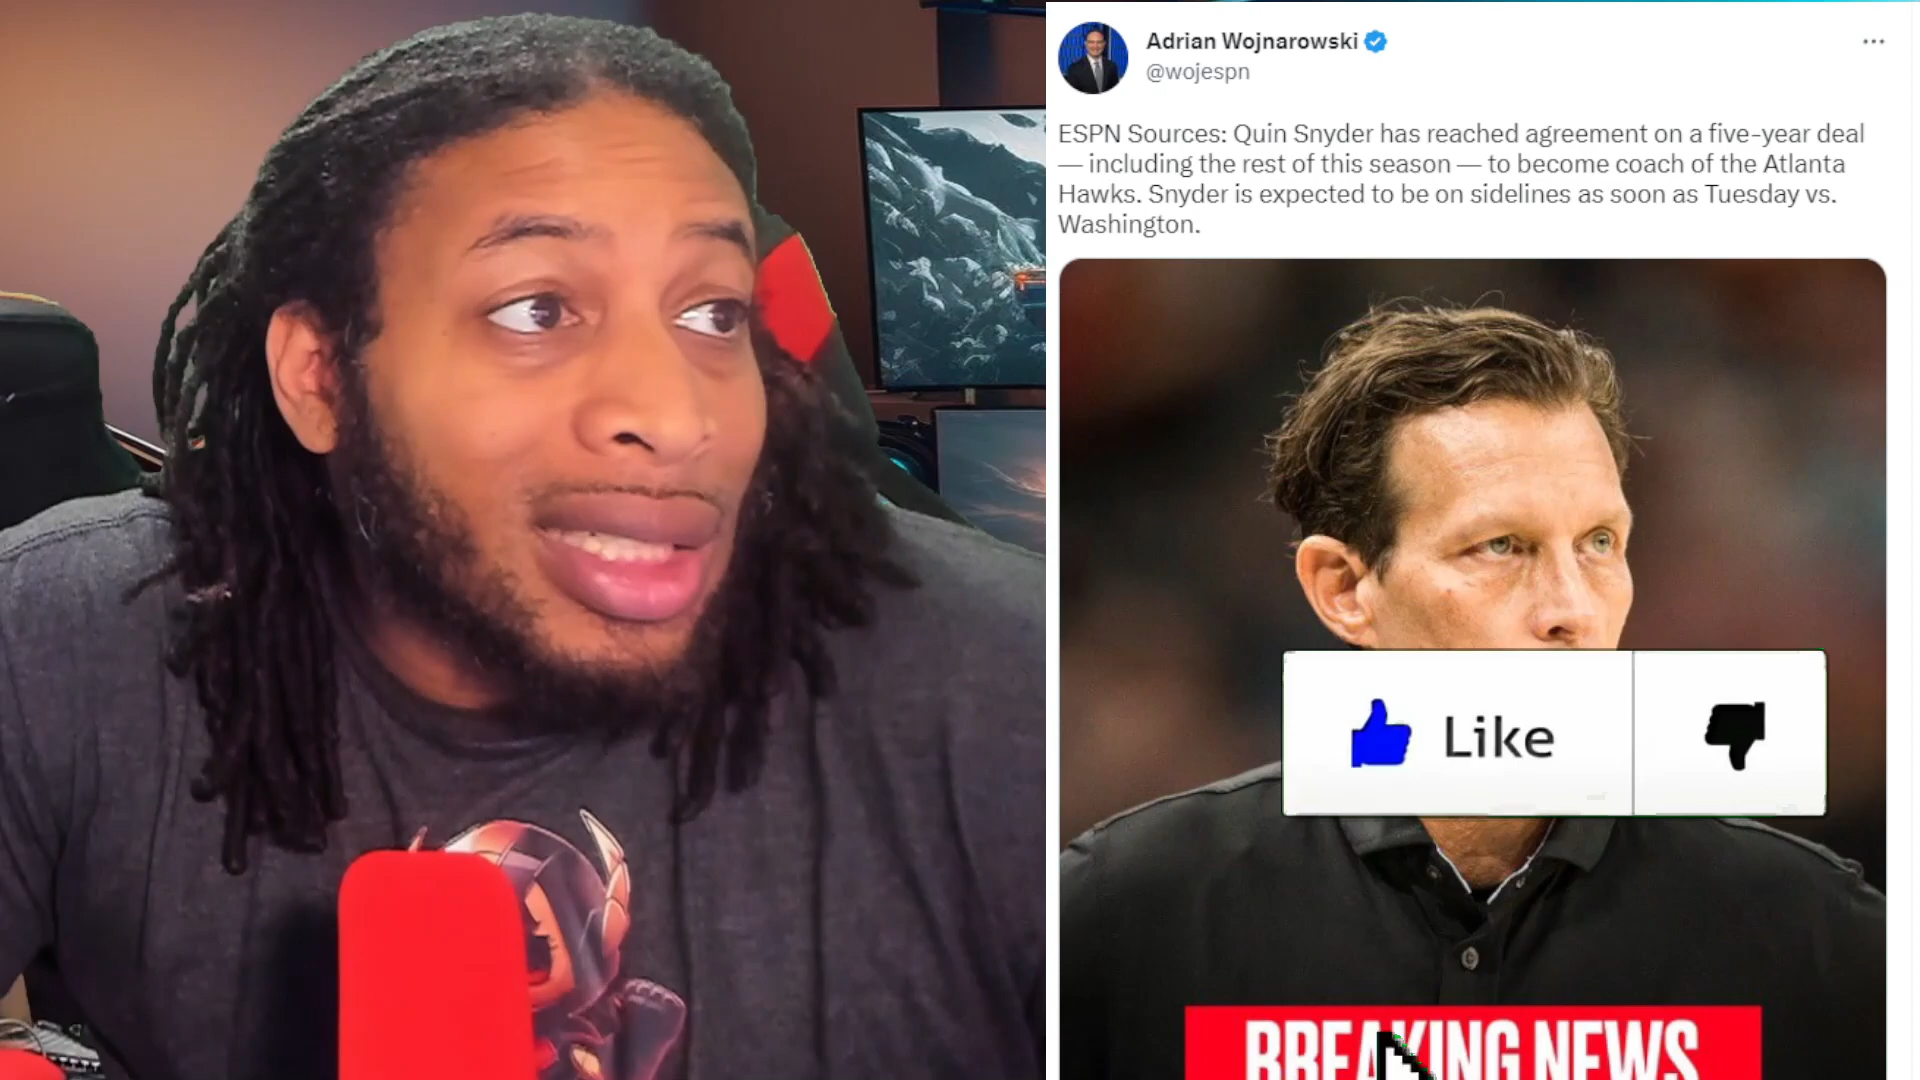 Adrian Wojnarowski
@wojespn
ESPN Sources: Quin Snyder has reached agreement on a five-year deal
— including the rest of this season — to become coach of the Atlanta
Hawks. Snyder is expected to be on sidelines as soon as Tuesday vs.
Washington.
Like
BREAKING NEWS